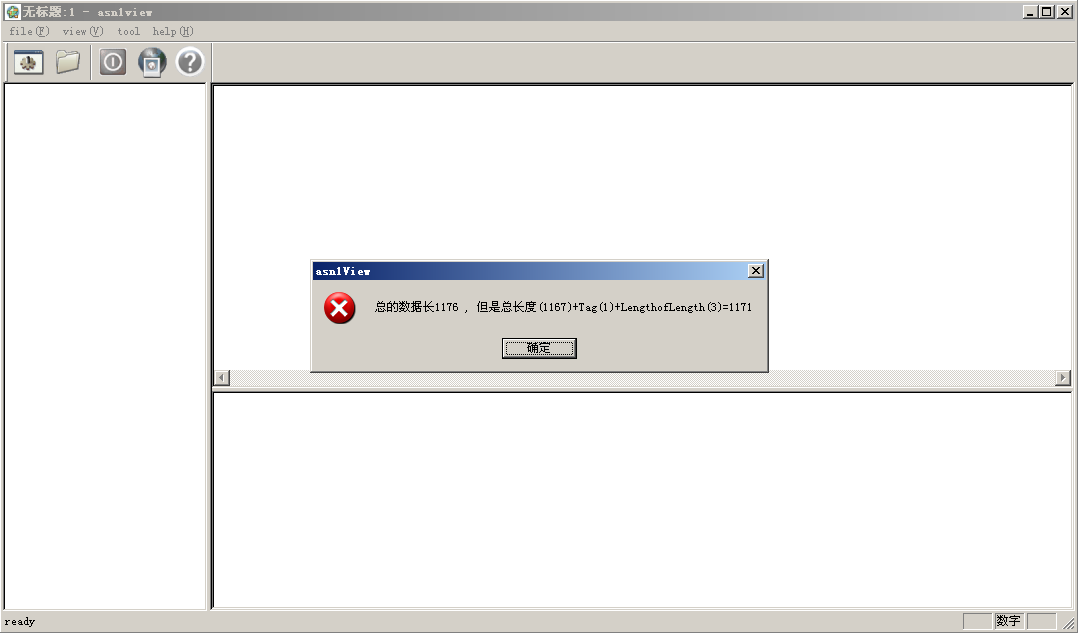 无标题:1 - asn1view
file(F) view(V) tool help(H)
asn1View
总的数据长1176 , 但是总长度(1167)+Tag(1)+LengthofLength(3)=1171
确定
ready
数字